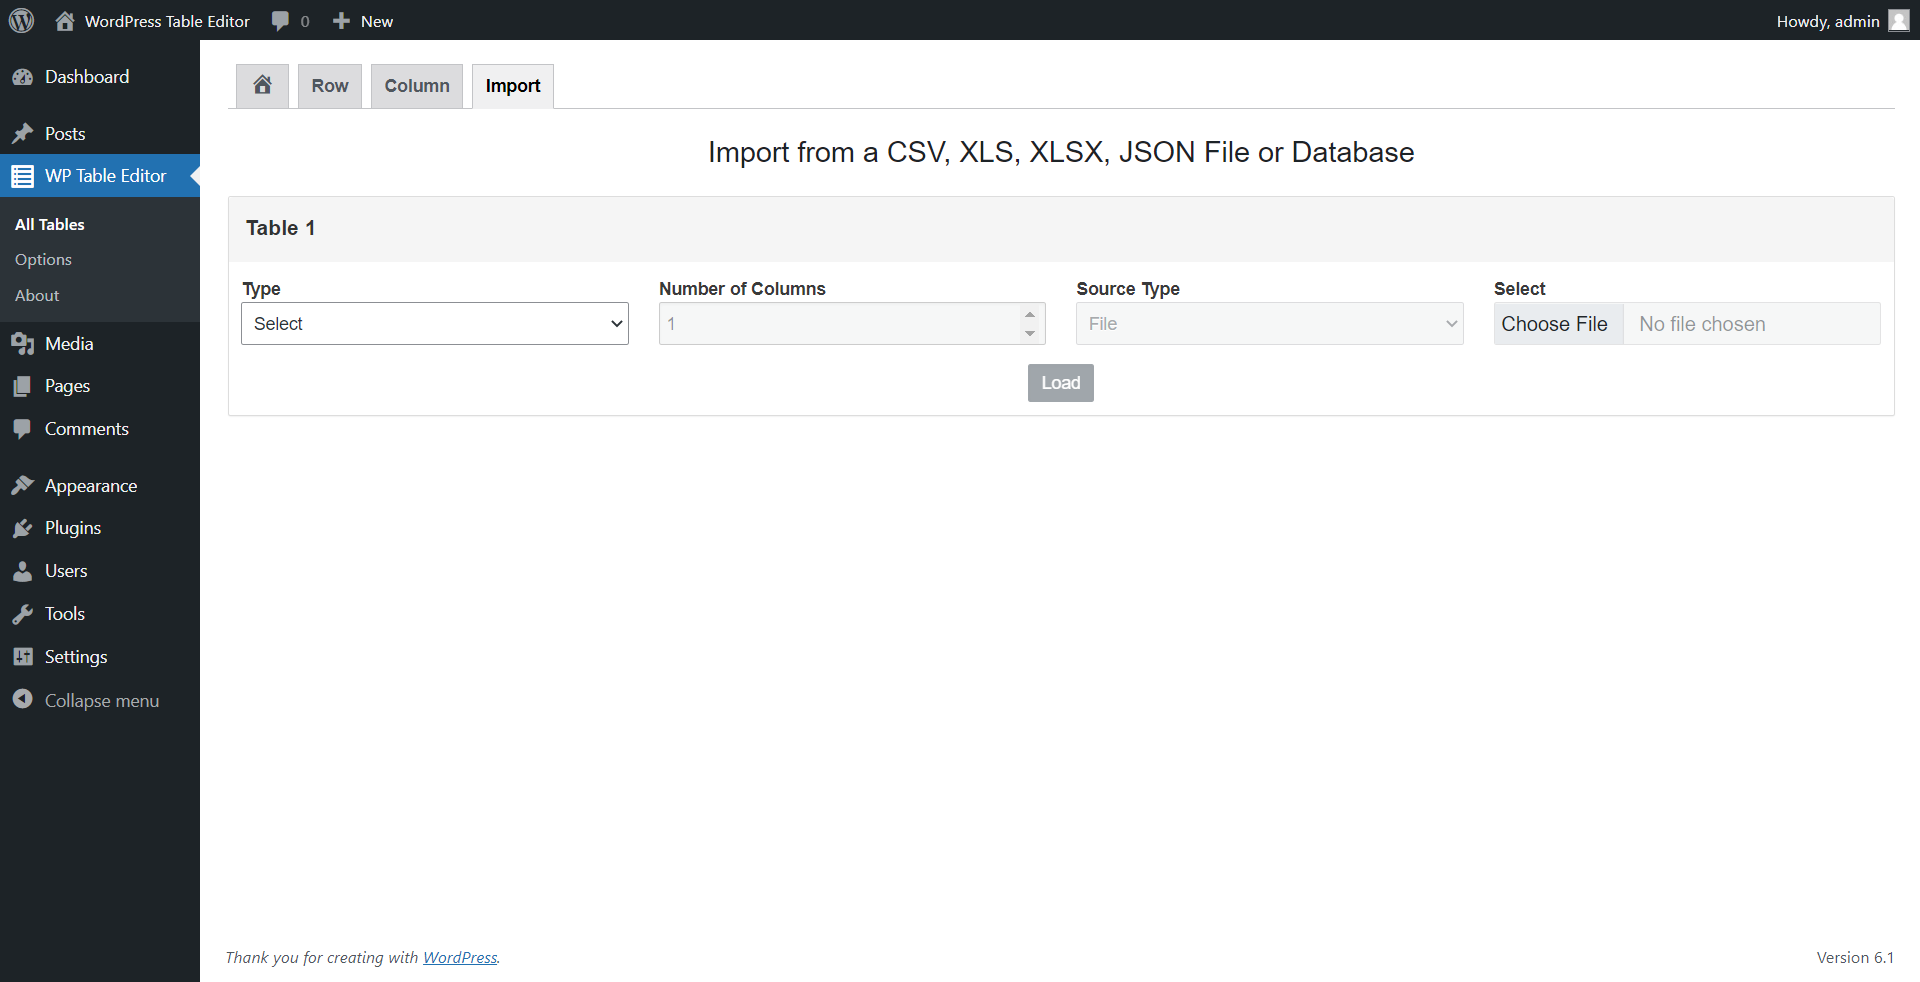 WordPress Table Editor 0 New Howdy, admin
Dashboard
Posts
WP Table Editor
All Tables
Options
About
Media
Pages
Comments
Appearance
Plugins
Users
Tools
Settings
Collapse menu
Row Column Import
Import from a CSV, XLS, XLSX, JSON File or Database
Table 1
Type Number of Columns Source Type Select
Select 1 File Choose File No file chosen
Load
Thank you for creating with WordPress. Version 6.1